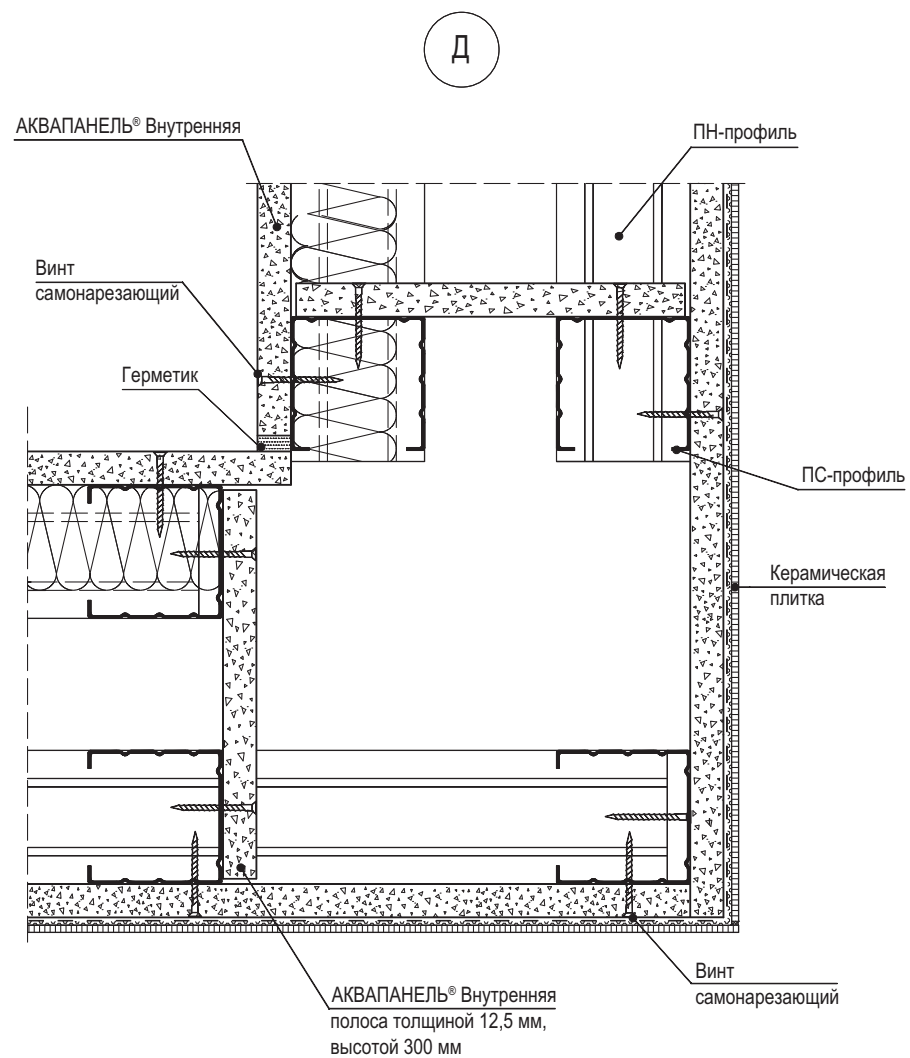 Д
АКВАПАНЕЛЬ® Внутренняя
ПН-профиль
Винт
самонарезающий
Герметик
ПС-профиль
Керамическая
плитка
Винт
самонарезающий
АКВАПАНЕЛЬ® Внутренняя
полоса толщиной 12,5 мм,
высотой 300 мм